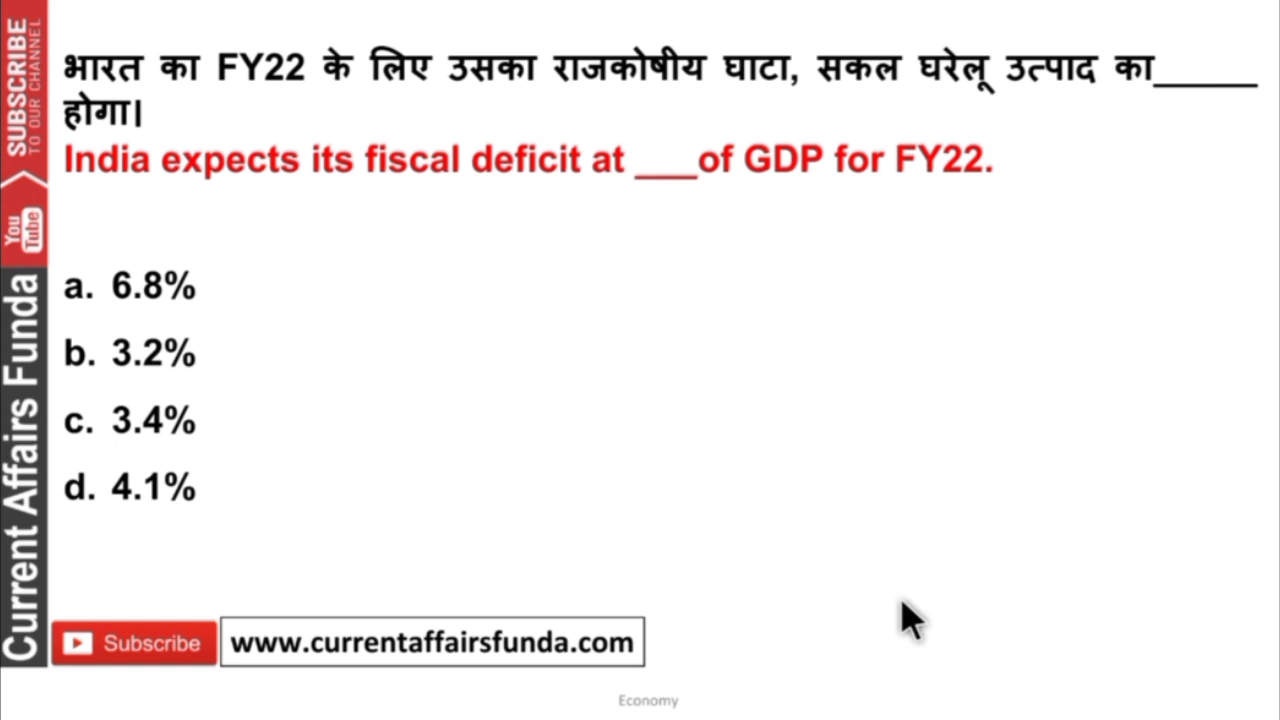 भारत का FY22 के लिए उसका राजकोषीय घाटा, सकल घरेलू उत्पाद का______
होगा।
India expects its fiscal deficit at ___of GDP for FY22.
a. 6.8%
b. 3.2%
c. 3.4%
d. 4.1%
SUBSCRIBE
TO OUR CHANNEL
You
Tube
Current Affairs Funda
Subscribe
www.currentaffairsfunda.com
Economy